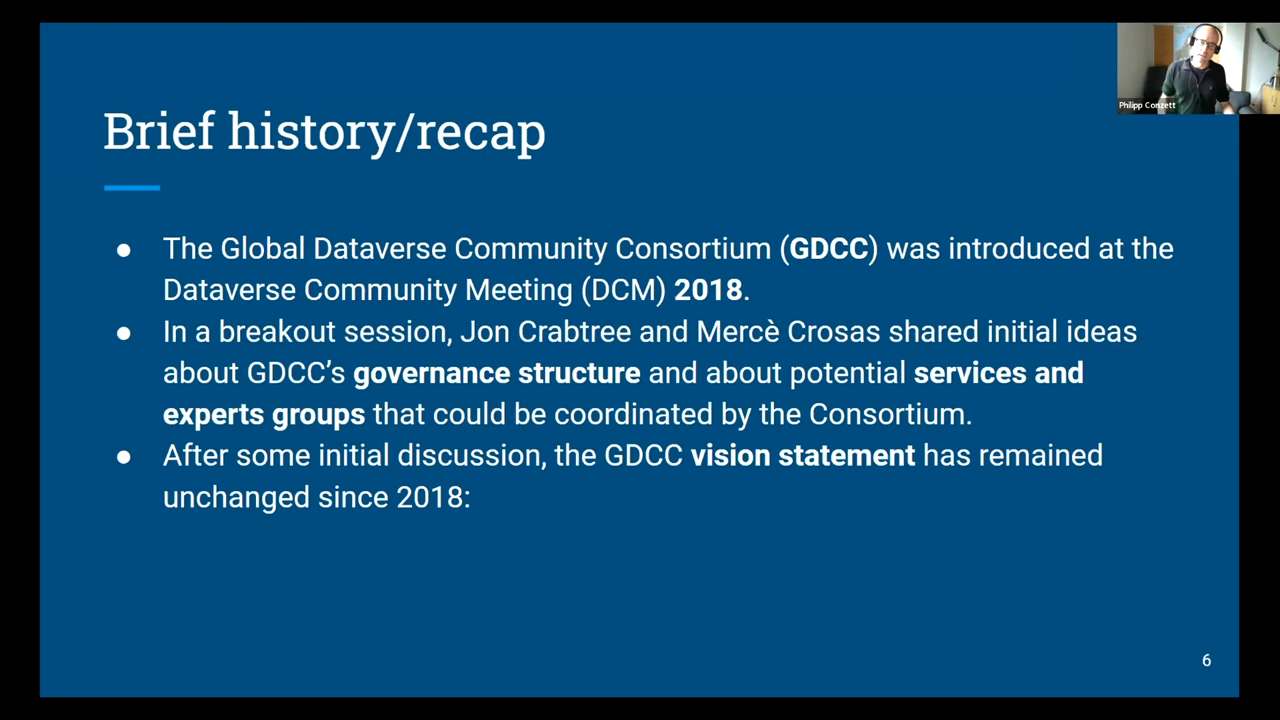 Philipp Conzett
Brief history/recap
● The Global Dataverse Community Consortium (GDCC) was introduced at the
Dataverse Community Meeting (DCM) 2018.
● In a breakout session, Jon Crabtree and Mercè Crosas shared initial ideas
about GDCC’s governance structure and about potential services and
experts groups that could be coordinated by the Consortium.
● After some initial discussion, the GDCC vision statement has remained
unchanged since 2018:
6